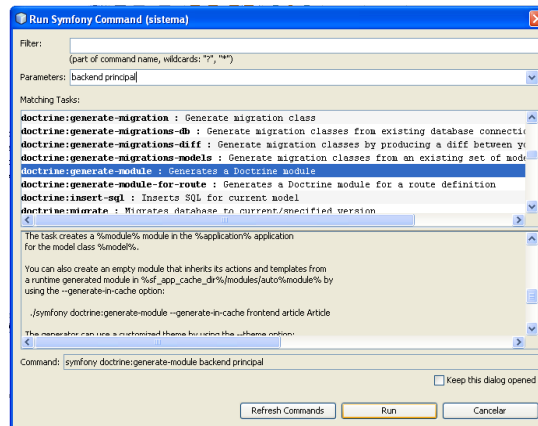 Run Symfony Command (sistema)
Filter:
(part of command name, wildcards: "?", "*")
Parameters: backend principal
Matching Tasks:
doctrine:generate-migration : Generate migration class
doctrine:generate-migrations-db : Generate migration classes from existing database connectio
doctrine:generate-migrations-diff : Generate migration classes by producing a diff between yo
doctrine:generate-migrations-models : Generate migration classes from an existing set of mode
doctrine:generate-module : Generates a Doctrine module
doctrine:generate-module-for-route : Generates a Doctrine module for a route definition
doctrine:insert-sql : Inserts SQL for current model
doctrine:migrate : Migrates database to current/specified version
The task creates a %module% module in the %application% application
for the model class %model%.
You can also create an empty module that inherits its actions and templates from
a runtime generated module in %sf_app_cache_dir%/modules/auto%module% by
using the --generate-in-cache option:
./symfony doctrine:generate-module --generate-in-cache frontend article Article
The generator can use a customized theme by using the --theme option:
Command: symfony doctrine:generate-module backend principal
Keep this dialog opened
Refresh Commands Run Cancelar